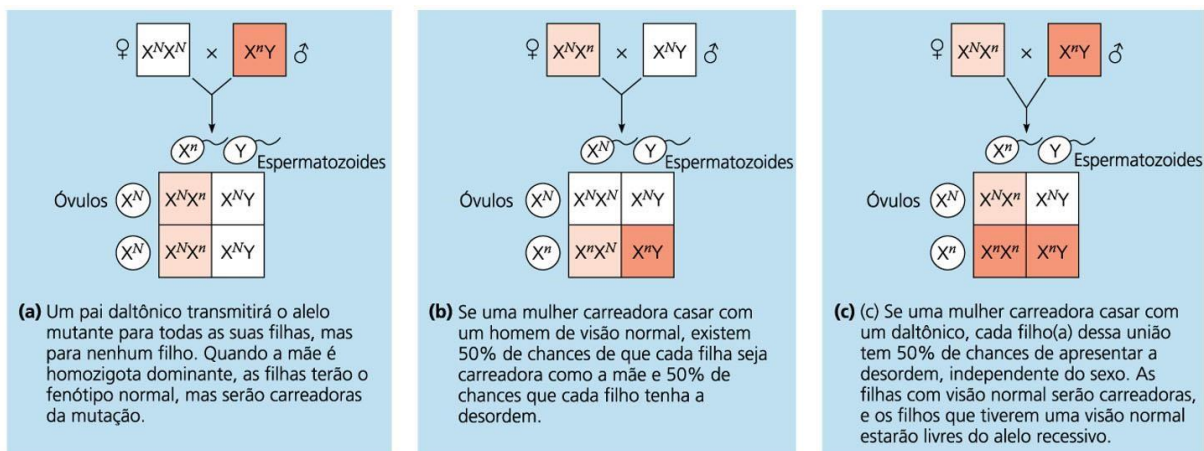 ♀ XᴺXᴺ × XⁿY ♂
Xⁿ Y Espermatozoides
Óvulos Xᴺ XᴺXⁿ XᴺY
Xᴺ XᴺXⁿ XᴺY
(a) Um pai daltônico transmitirá o alelo
mutante para todas as suas filhas, mas
para nenhum filho. Quando a mãe é
homozigota dominante, as filhas terão o
fenótipo normal, mas serão carreadoras
da mutação.
♀ XᴺXⁿ × XᴺY ♂
Xᴺ Y Espermatozoides
Óvulos Xᴺ XᴺXᴺ XᴺY
Xⁿ XⁿXᴺ XⁿY
(b) Se uma mulher carreadora casar com
um homem de visão normal, existem
50% de chances de que cada filha seja
carreadora como a mãe e 50% de
chances que cada filho tenha a
desordem.
♀ XᴺXⁿ × XⁿY ♂
Xⁿ Y Espermatozoides
Óvulos Xᴺ XᴺXⁿ XᴺY
Xⁿ XⁿXⁿ XⁿY
(c) (c) Se uma mulher carreadora casar com
um daltônico, cada filho(a) dessa união
tem 50% de chances de apresentar a
desordem, independente do sexo. As
filhas com visão normal serão carreadoras,
e os filhos que tiverem uma visão normal
estarão livres do alelo recessivo.